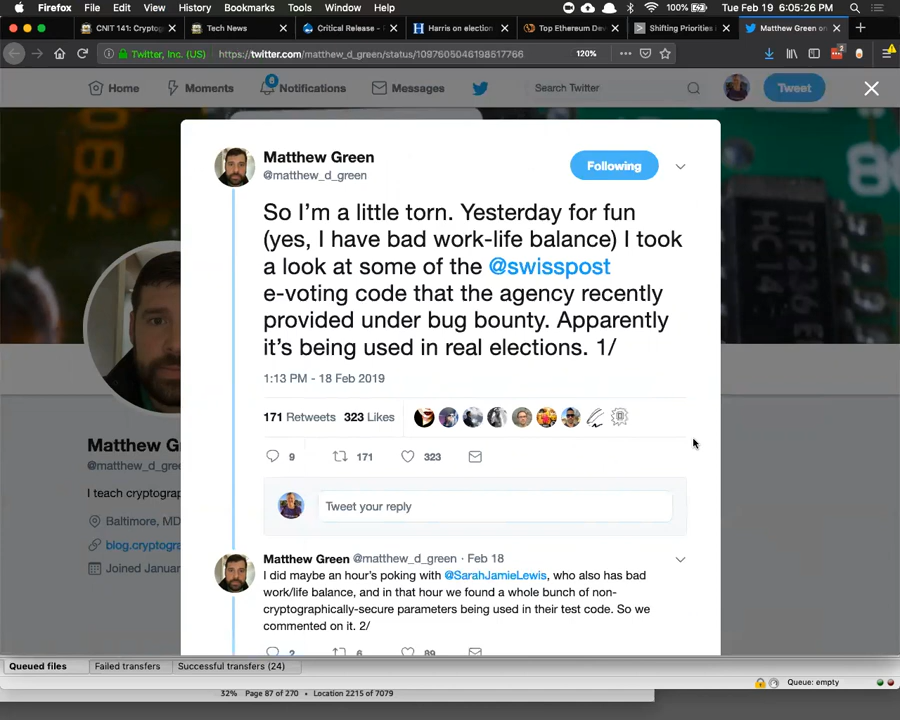 Firefox File Edit View History Bookmarks Tools Window Help 100% Tue Feb 19 6:05:26 PM
CNIT 141: Cryptogr Tech News Critical Release - Harris on election Top Ethereum Dev Shifting Priorities Matthew Green on
Twitter, Inc. (US) https://twitter.com/matthew_d_green/status/1097605046198517766 120%
Home Moments 6 Notifications Messages Search Twitter Tweet
Matthew Green
@matthew_d_green
Following
So I'm a little torn. Yesterday for fun
(yes, I have bad work-life balance) I took
a look at some of the @swisspost
e-voting code that the agency recently
provided under bug bounty. Apparently
it's being used in real elections. 1/
1:13 PM - 18 Feb 2019
171 Retweets 323 Likes
9 171 323
Tweet your reply
Matthew Green @matthew_d_green · Feb 18
I did maybe an hour's poking with @SarahJamieLewis, who also has bad
work/life balance, and in that hour we found a whole bunch of non-
cryptographically-secure parameters being used in their test code. So we
commented on it. 2/
2 6 89
Matthew G
@matthew_d_gree
I teach cryptograp
Baltimore, MD
blog.cryptogra
Joined Januar
Queued files Failed transfers Successful transfers (24)
Queue: empty
32% Page 87 of 270 • Location 2215 of 7079